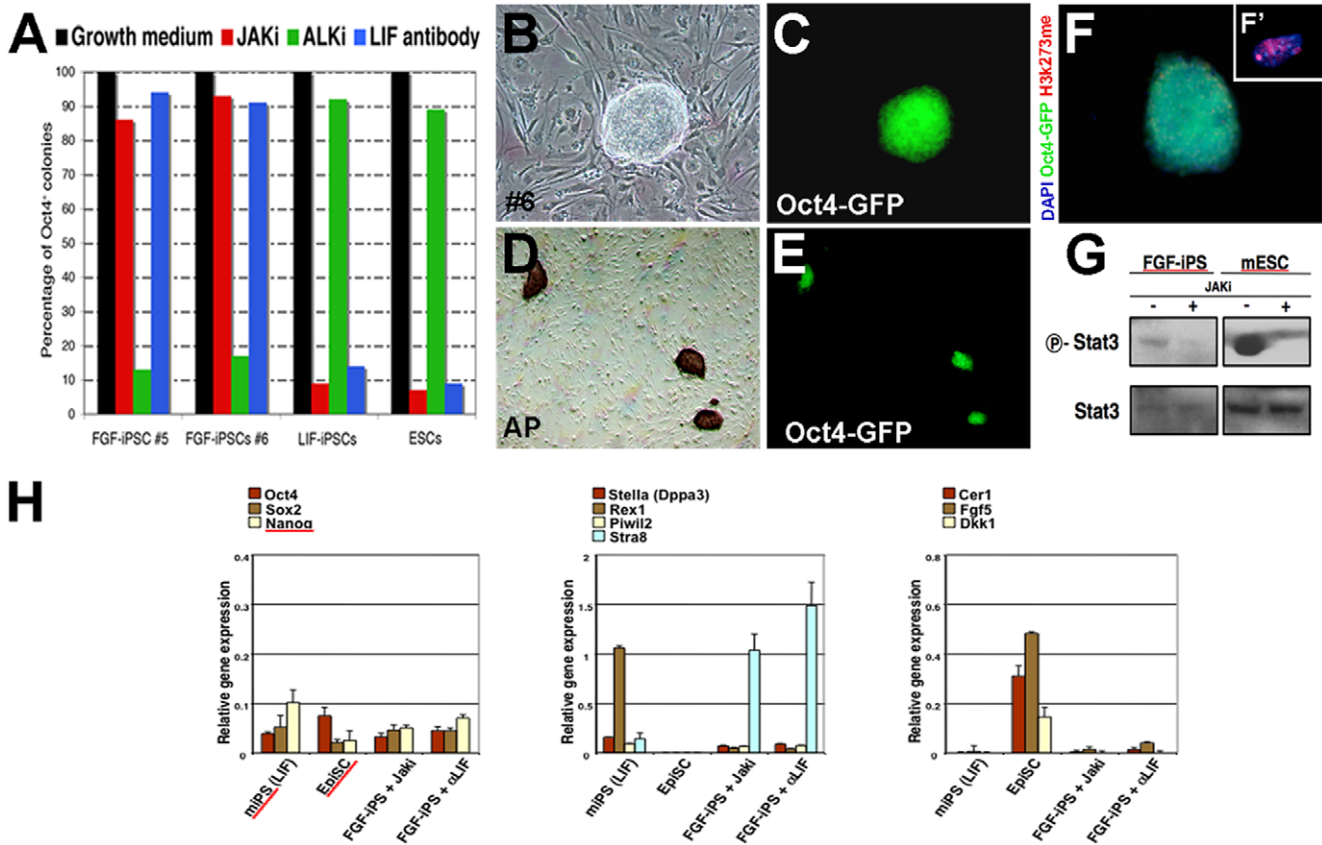 A
Growth medium JAKi ALKi LIF antibody
Percentage of Oct4+ colonies
100
90
80
70
60
50
40
30
20
10
0
FGF-iPSC #5 FGF-iPSCs #6 LIF-iPSCs ESCs
B
#6
C
Oct4-GFP
D
AP
E
Oct4-GFP
F
F'
DAPI Oct4-GFP H3k273me
G
FGF-iPS mESC
JAKi
- + - +
Ⓟ- Stat3
Stat3
H
Oct4
Sox2
Nanog
Relative gene expression
0.4
0.3
0.2
0.1
0
miPS (LIF)
EpiSC
FGF-iPS + Jaki
FGF-iPS + αLIF
Stella (Dppa3)
Rex1
Piwil2
Stra8
Relative gene expression
2
1.5
1
0.5
0
miPS (LIF)
EpiSC
FGF-iPS + Jaki
FGF-iPS + αLIF
Cer1
Fgf5
Dkk1
Relative gene expression
0.8
0.6
0.4
0.2
0
miPS (LIF)
EpiSC
FGF-iPS + Jaki
FGF-iPS + αLIF